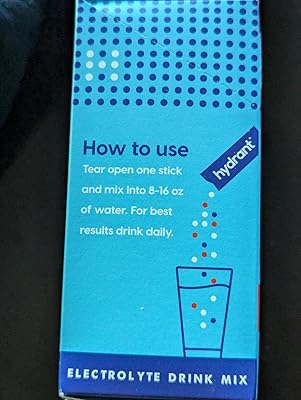 How to use
Tear open one stick
and mix into 8-16 oz
of water. For best
results drink daily.
hydrant
ELECTROLYTE DRINK MIX